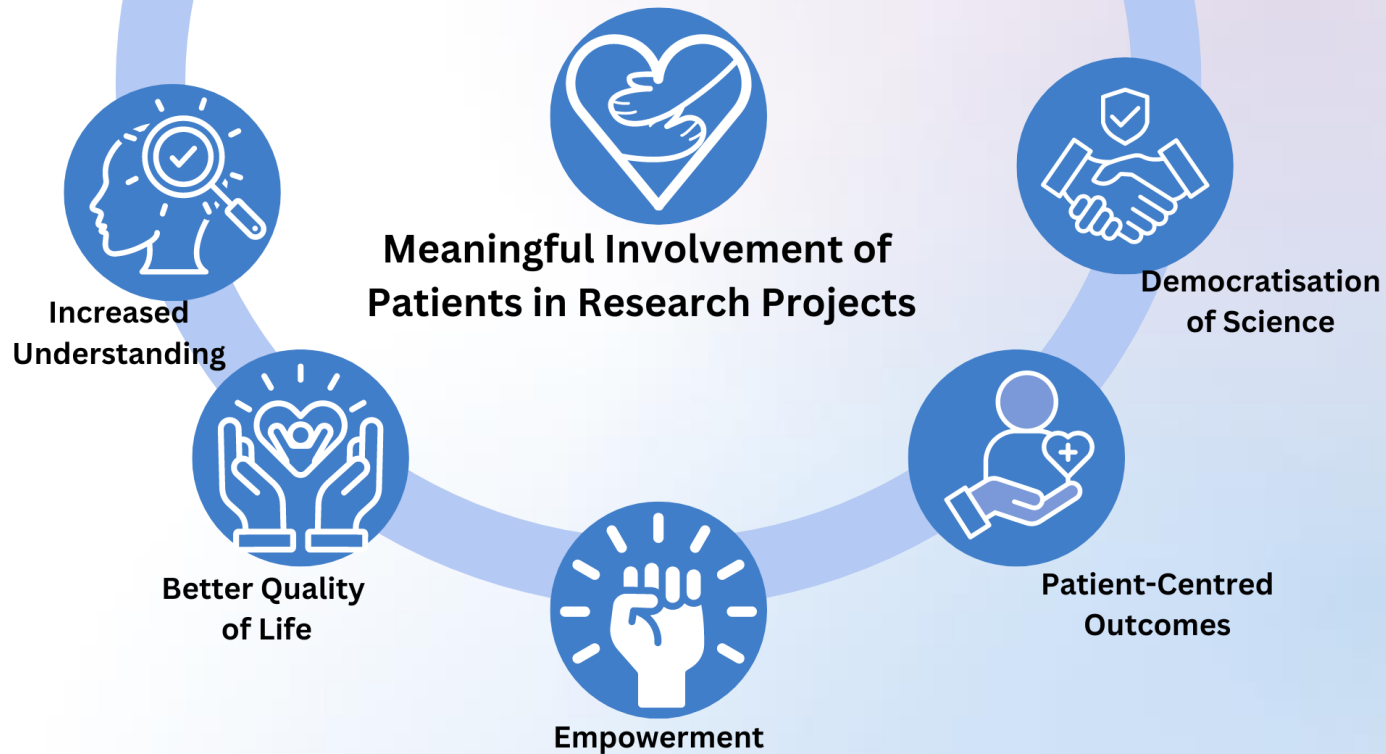 Meaningful Involvement of
Patients in Research Projects
Increased
Understanding
Better Quality
of Life
Empowerment
Patient-Centred
Outcomes
Democratisation
of Science